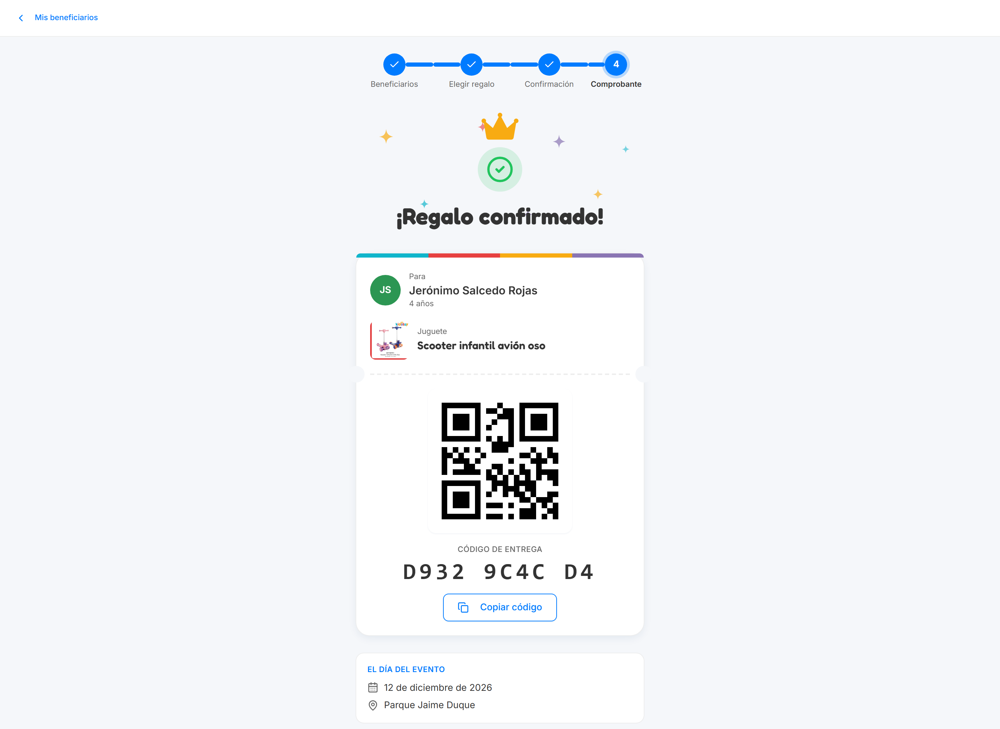 Mis beneficiarios
4
Beneficiarios
Elegir regalo
Confirmación
Comprobante
¡Regalo confirmado!
JS
Para
Jerónimo Salcedo Rojas
4 años
kidotoy
Juguete
Scooter infantil avión oso
CÓDIGO DE ENTREGA
D932 9C4C D4
Copiar código
EL DÍA DEL EVENTO
12 de diciembre de 2026
Parque Jaime Duque